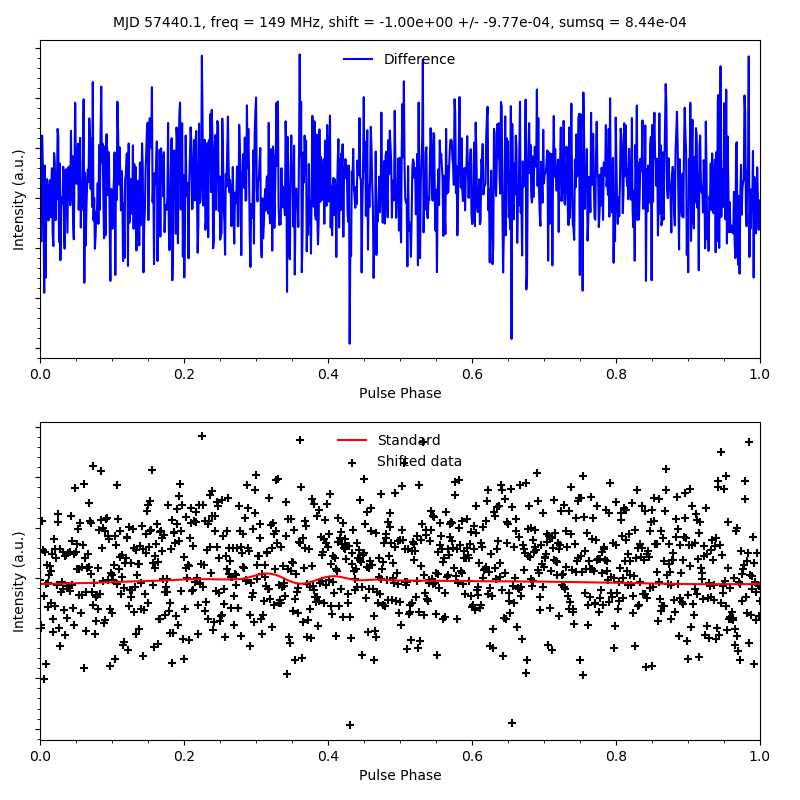 MJD 57440.1, freq = 149 MHz, shift = -1.00e+00 +/- -9.77e-04, sumsq = 8.44e-04
Difference
Intensity (a.u.)
0.0 0.2 0.4 0.6 0.8 1.0
Pulse Phase
Standard
Shifted data
Intensity (a.u.)
0.0 0.2 0.4 0.6 0.8 1.0
Pulse Phase